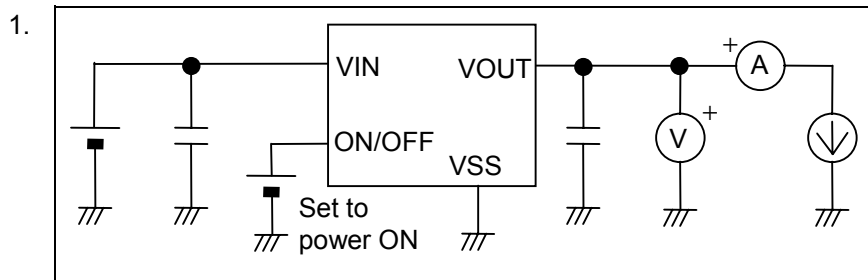 1.
VIN
VOUT
+
A
+
V
ON/OFF
VSS
Set to
power ON